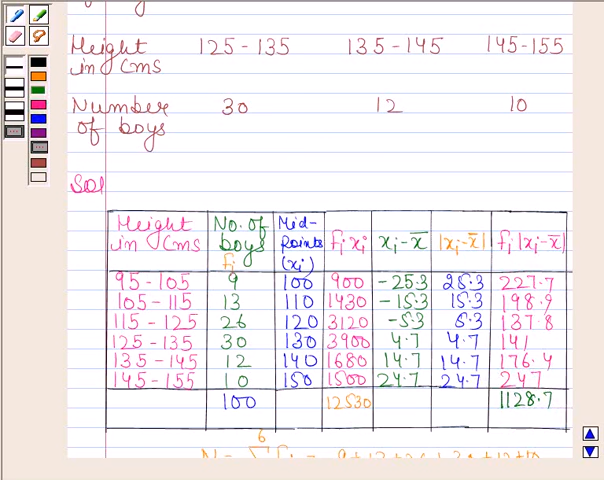 Height 125-135 135-145 145-155
in Cms
Number 30 12 10
of boys
Sol
Height in Cms No. of boys fi Mid-Points (xi) fi xi xi-x̄ |xi-x̄| fi |xi-x̄|
95-105 9 100 900 -25.3 25.3 227.7
105-115 13 110 1430 -15.3 15.3 198.9
115-125 26 120 3120 -5.3 5.3 137.8
125-135 30 130 3900 4.7 4.7 141
135-145 12 140 1680 14.7 14.7 176.4
145-155 10 150 1500 24.7 24.7 247
100 12530 1128.7
6